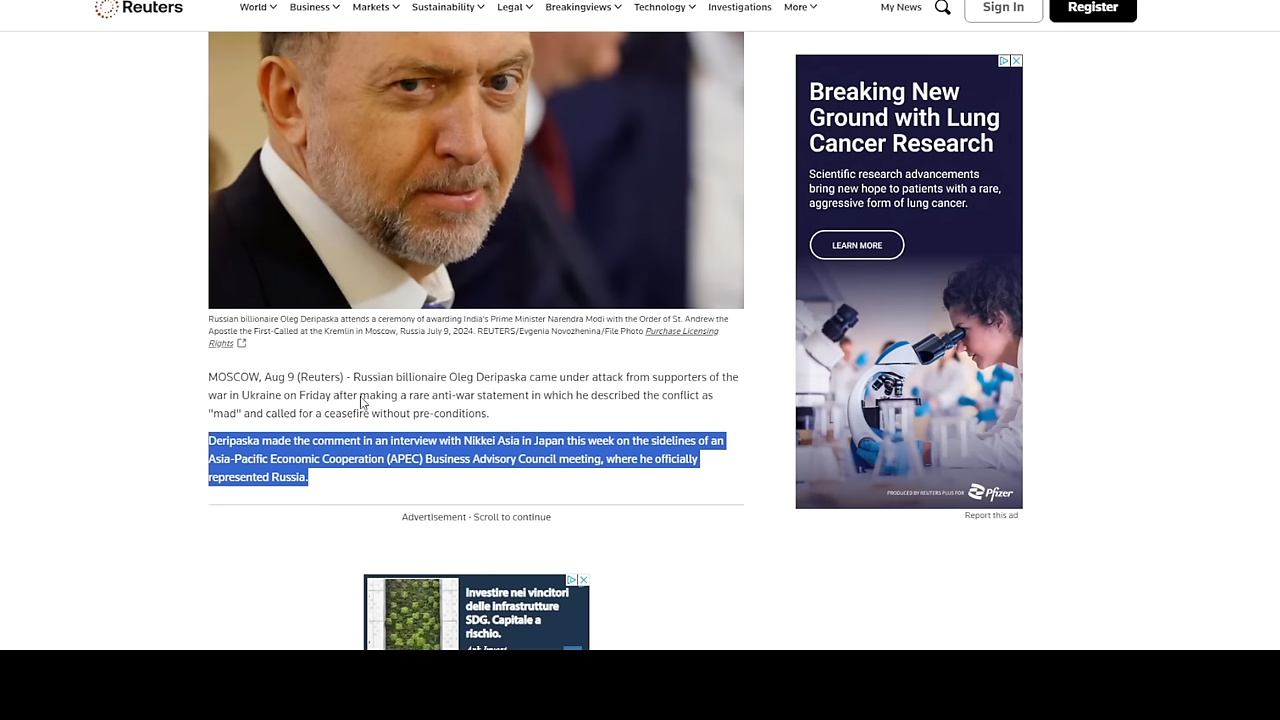 Reuters
World
Business
Markets
Sustainability
Legal
Breakingviews
Technology
Investigations
More
My News
Sign In
Register
Russian billionaire Oleg Deripaska attends a ceremony of awarding India's Prime Minister Narendra Modi with the Order of St. Andrew the
Apostle the First-Called at the Kremlin in Moscow, Russia July 9, 2024. REUTERS/Evgenia Novozhenina/File Photo Purchase Licensing
Rights
MOSCOW, Aug 9 (Reuters) - Russian billionaire Oleg Deripaska came under attack from supporters of the
war in Ukraine on Friday after making a rare anti-war statement in which he described the conflict as
"mad" and called for a ceasefire without pre-conditions.
Deripaska made the comment in an interview with Nikkei Asia in Japan this week on the sidelines of an
Asia-Pacific Economic Cooperation (APEC) Business Advisory Council meeting, where he officially
represented Russia.
Advertisement · Scroll to continue
Investire nei vincitori
delle infrastrutture
SDG. Capitale a
rischio.
Breaking New
Ground with Lung
Cancer Research
Scientific research advancements
bring new hope to patients with a rare,
aggressive form of lung cancer.
LEARN MORE
PRODUCED BY REUTERS PLUS FOR
Pfizer
Report this ad